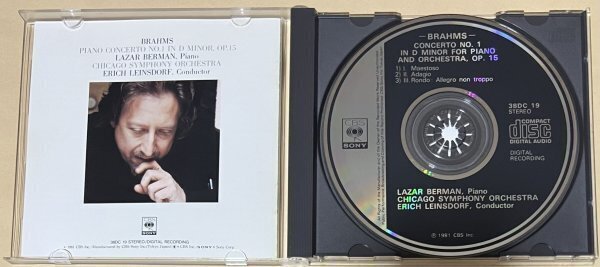 BRAHMS
PIANO CONCERTO NO.1 IN D MINOR, OP.15
LAZAR BERMAN, Piano
CHICAGO SYMPHONY ORCHESTRA
ERICH LEINSDORF, Conductor
CBS
SONY
38DC 19 STEREO/DIGITAL RECORDING
—BRAHMS—
CONCERTO NO. 1
IN D MINOR FOR PIANO
AND ORCHESTRA, OP. 15
1) I. Maestoso
2) II. Adagio
3) III. Rondo: Allegro non troppo
CBS
SONY
38DC 19
STEREO
COMPACT
disc
DIGITAL AUDIO
DIGITAL
RECORDING
LAZAR BERMAN, Piano
CHICAGO SYMPHONY ORCHESTRA
ERICH LEINSDORF, Conductor
℗ 1981 CBS Inc.